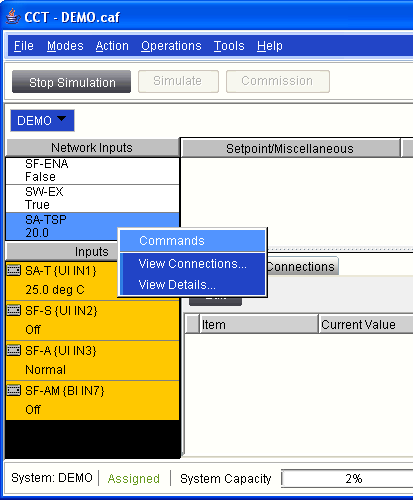 CCT - DEMO.caf
File Modes Action Operations Tools Help
Stop Simulation Simulate Commission
DEMO
Network Inputs Setpoint/Miscellaneous
SF-ENA
False
SW-EX
True
SA-TSP
20.0
Commands
View Connections...
View Details...
Inputs
Connections
SA-T {UI IN1}
25.0 deg C
Edit
SF-S {UI IN2}
Off
Item Current Value
SF-A {UI IN3}
Normal
SF-AM {BI IN7}
Off
System: DEMO Assigned System Capacity 2%